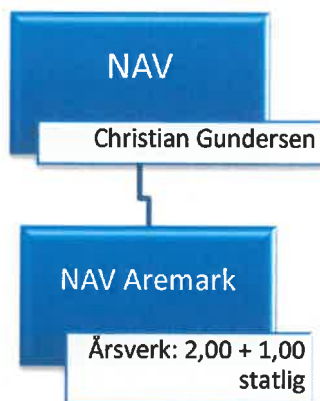 NAV
Christian Gundersen
NAV Aremark
Årsverk: 2,00 + 1,00
statlig